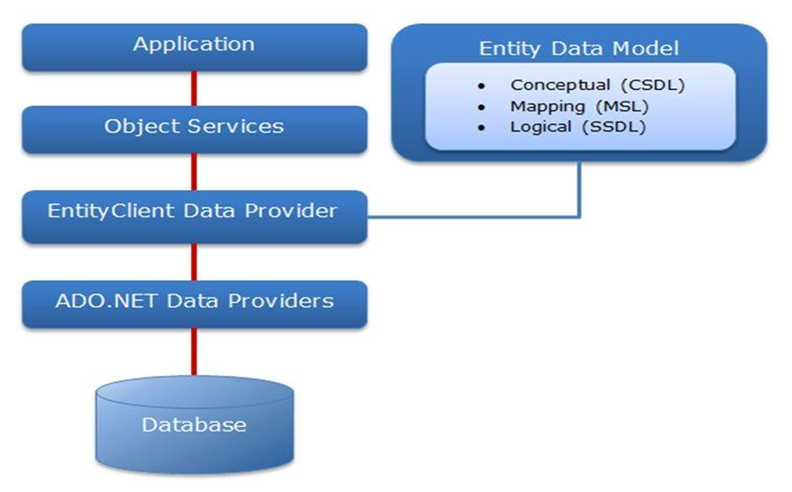 Application
Object Services
EntityClient Data Provider
ADO.NET Data Providers
Database
Entity Data Model
• Conceptual (CSDL)
• Mapping (MSL)
• Logical (SSDL)